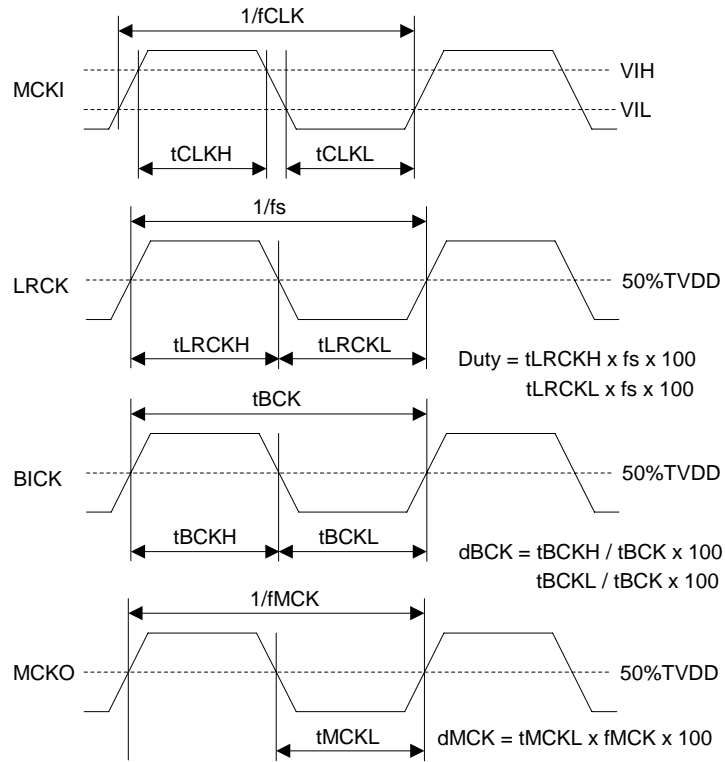 1/fCLK
MCKI
VIH
VIL
tCLKH
tCLKL
1/fs
LRCK
50%TVDD
tLRCKH
tLRCKL
Duty = tLRCKH x fs x 100
tLRCKL x fs x 100
tBCK
BICK
50%TVDD
tBCKH
tBCKL
dBCK = tBCKH / tBCK x 100
tBCKL / tBCK x 100
1/fMCK
MCKO
50%TVDD
tMCKL
dMCK = tMCKL x fMCK x 100